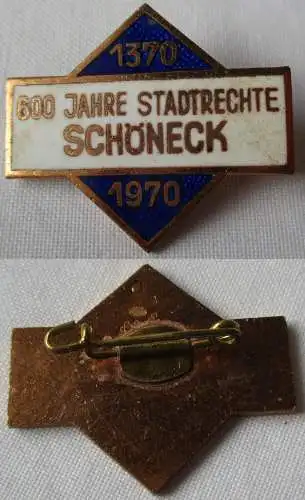 1370
600 JAHRE STADTRECHTE
SCHÖNECK
1970